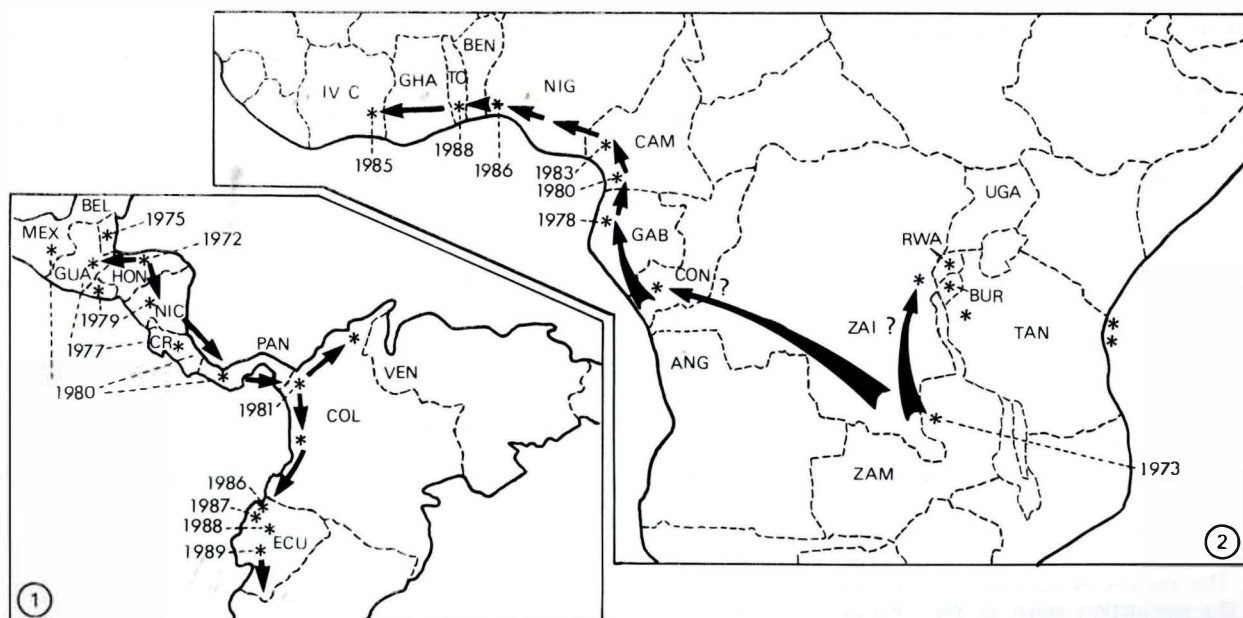 BEN
NIG
TO
GHA
IV C
CAM
1985
1988
1986
1983
1980
1978
GAB
CON ?
UGA
RWA
BUR
ZAI ?
TAN
ANG
ZAM
1973
2
BEL
1975
MEX
1972
GUA
HON
NIC
1979
1977
CR
PAN
1980
1981
VEN
COL
1986
1987
1988
1989
ECU
1